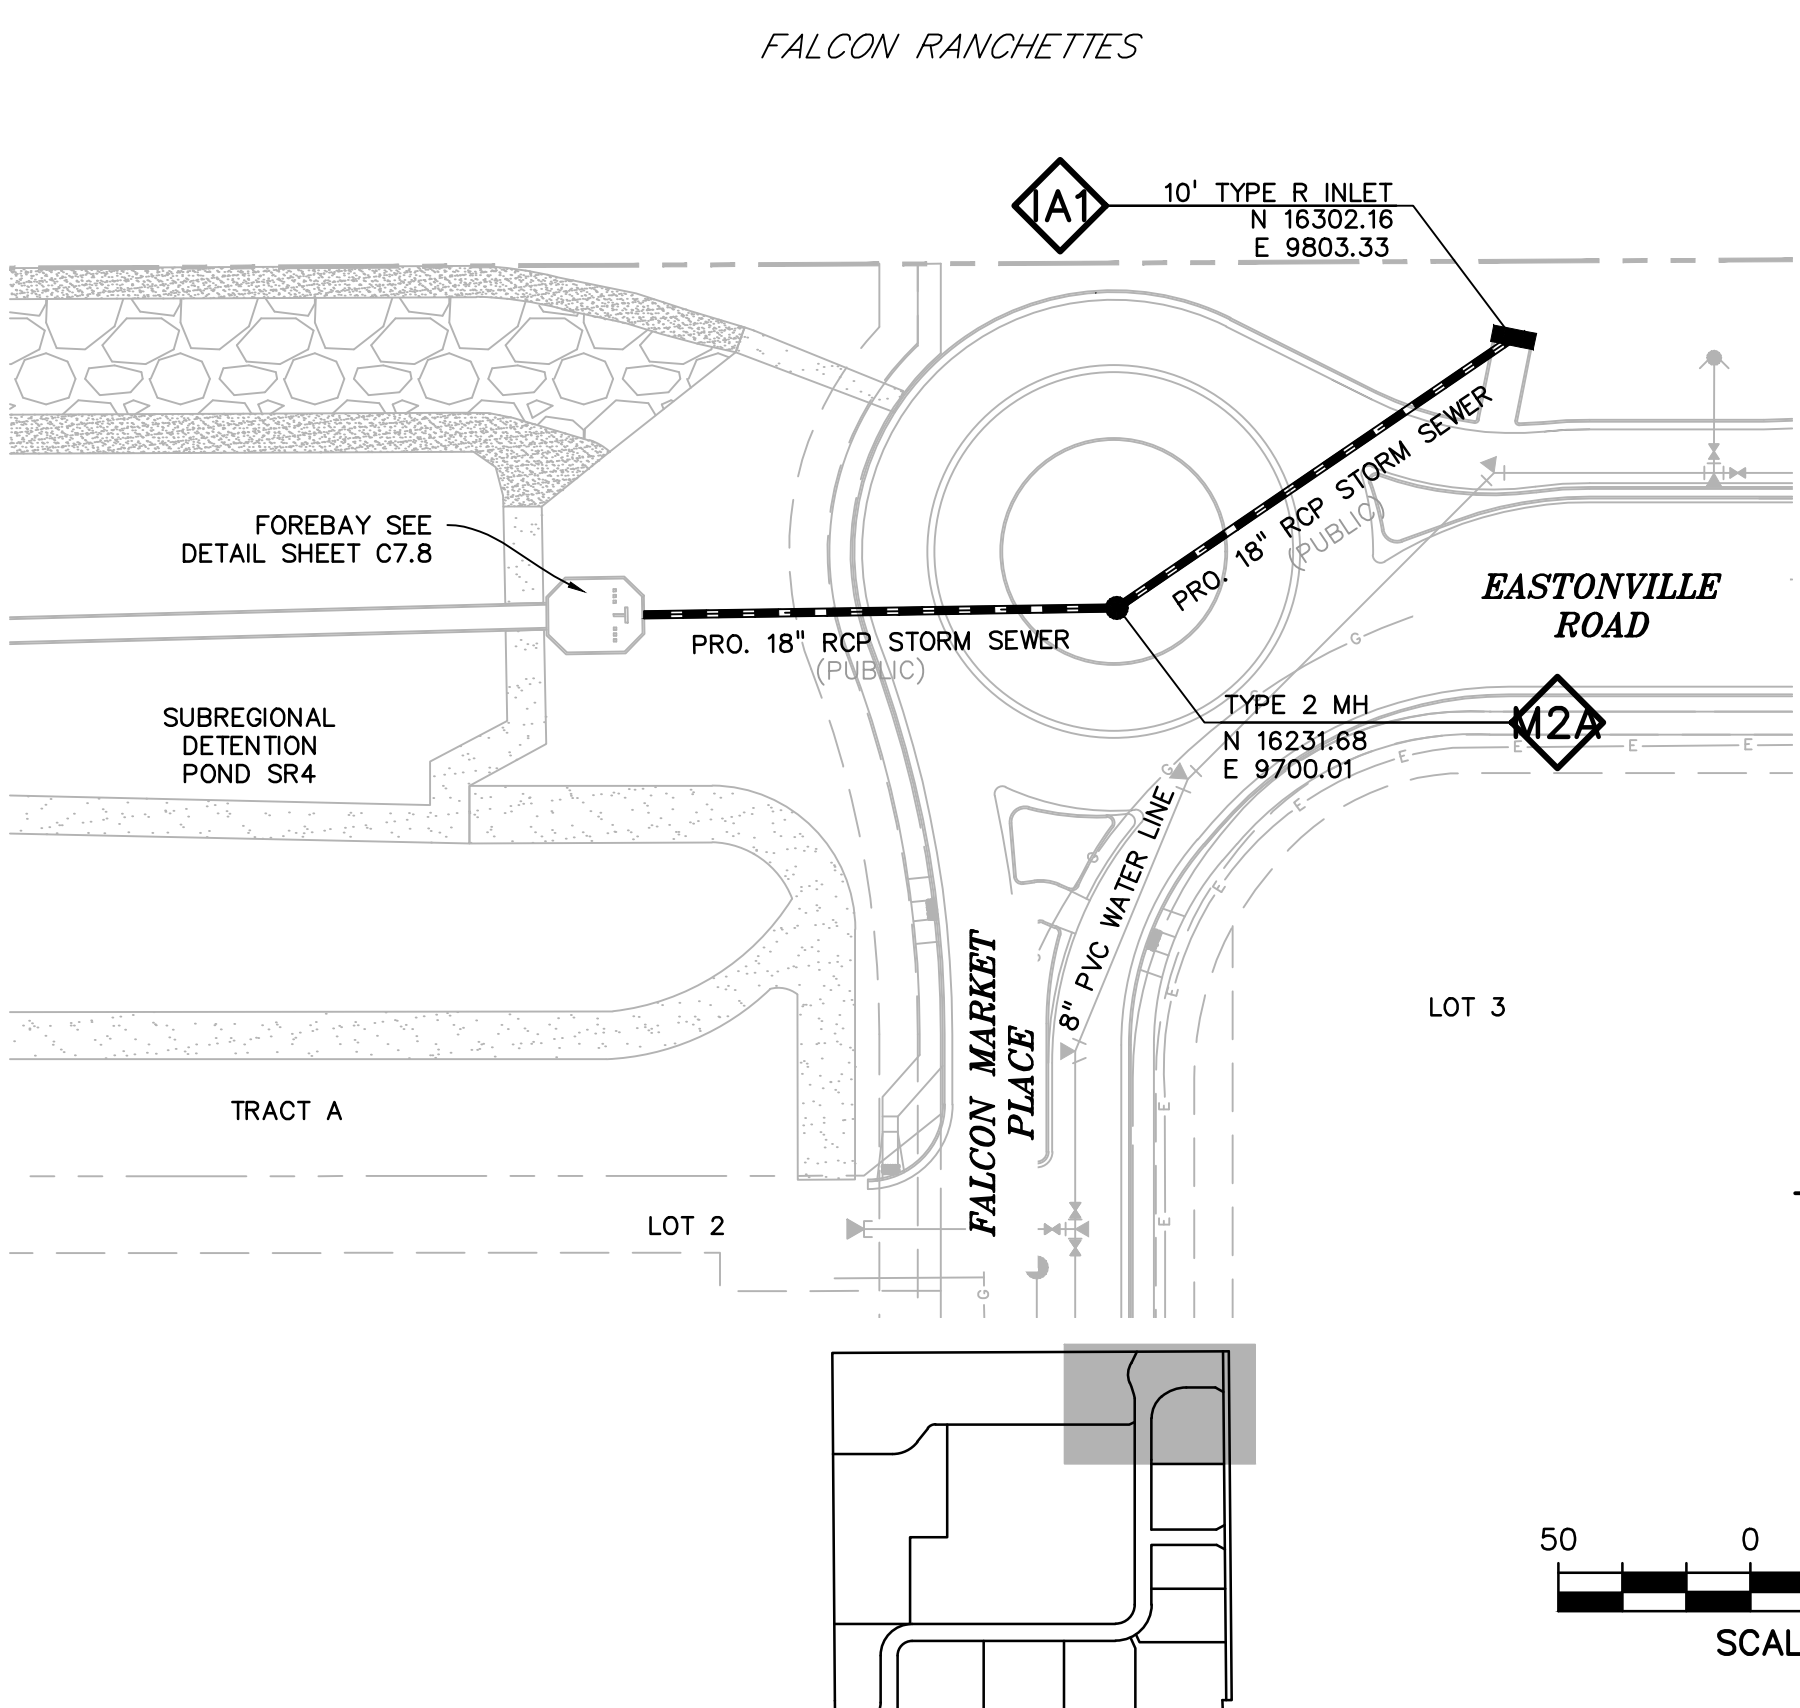 FALCON RANCHETTES
IA1
10' TYPE R INLET
N 16302.16
E 9803.33
PRO. 18" RCP STORM SEWER
(PUBLIC)
FOREBAY SEE
DETAIL SHEET C7.8
EASTONVILLE
ROAD
PRO. 18" RCP STORM SEWER
(PUBLIC)
G
G
SUBREGIONAL
DETENTION
POND SR4
TYPE 2 MH
N 16231.68
E 9700.01
M2A
E
E
E
E
G
E
G
E
8" PVC WATER LINE
E
FALCON MARKET
PLACE
LOT 3
TRACT A
E
LOT 2
E
G
50
0
SCAL